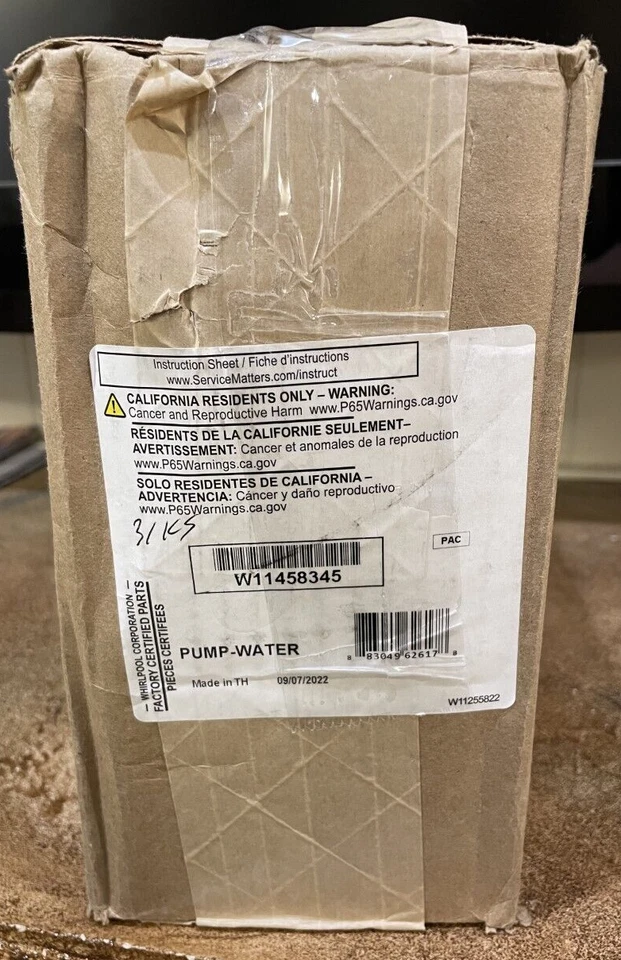 Instruction Sheet / Fiche d'instructions
www.ServiceMatters.com/instruct
CALIFORNIA RESIDENTS ONLY – WARNING:
Cancer and Reproductive Harm www.P65Warnings.ca.gov
RÉSIDENTS DE LA CALIFORNIE SEULEMENT–
AVERTISSEMENT: Cancer et anomales de la reproduction
www.P65Warnings.ca.gov
SOLO RESIDENTES DE CALIFORNIA –
ADVERTENCIA: Cáncer y daño reproductivo
www.P65Warnings.ca.gov
PAC
W11458345
– WHIRLPOOL CORPORATION –
FACTORY CERTIFIED PARTS
PIECES CERTIFEES
PUMP-WATER
8 83049 62617 8
Made in TH 09/07/2022
W11255822